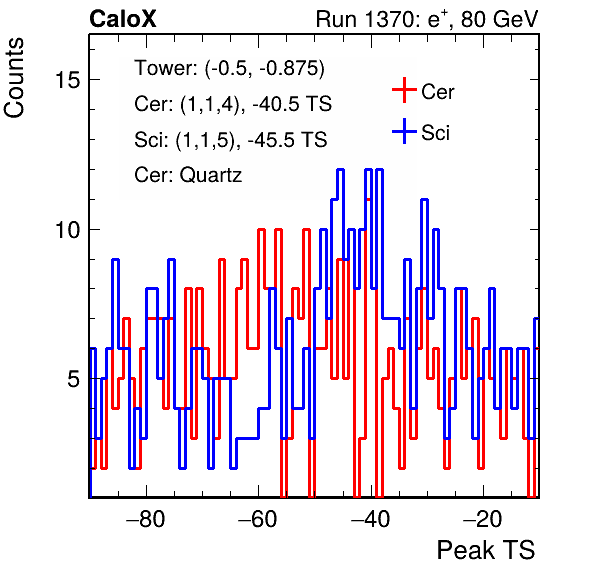 CaloX Run 1370: e⁺, 80 GeV
Counts
15
10
5
Tower: (-0.5, -0.875)
Cer: (1,1,4), -40.5 TS
Sci: (1,1,5), -45.5 TS
Cer: Quartz
Cer
Sci
−80 −60 −40 −20
Peak TS